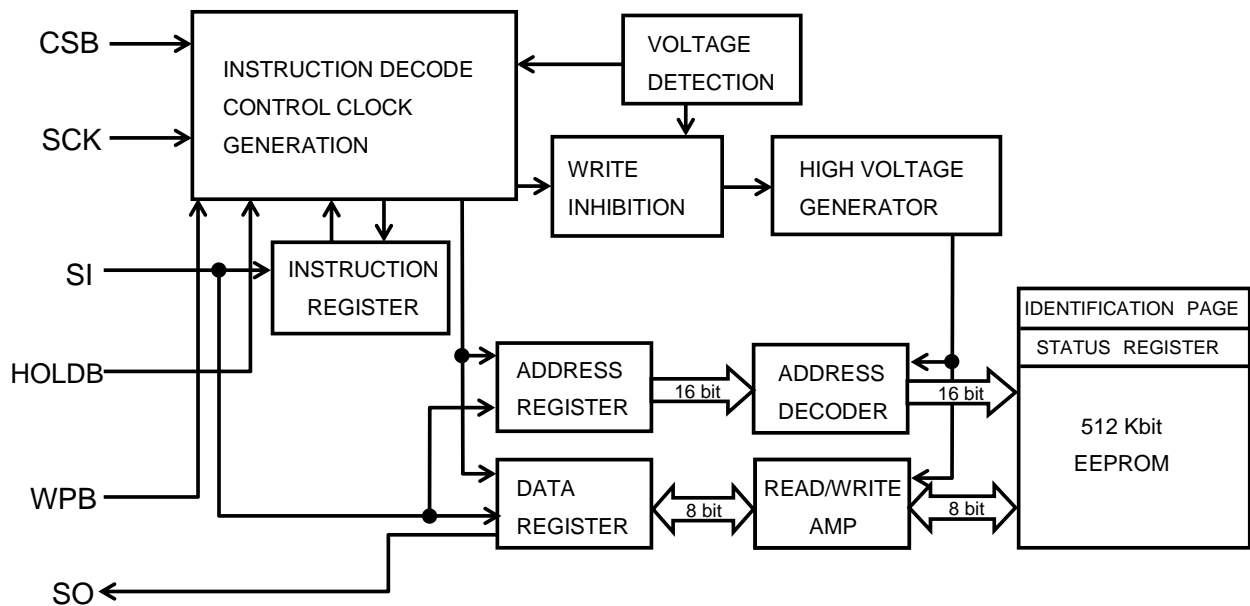 CSB
SCK
SI
HOLDB
WPB
SO
INSTRUCTION DECODE
CONTROL CLOCK
GENERATION
VOLTAGE
DETECTION
WRITE
INHIBITION
HIGH VOLTAGE
GENERATOR
INSTRUCTION
REGISTER
ADDRESS
REGISTER
16 bit
ADDRESS
DECODER
16 bit
DATA
REGISTER
8 bit
READ/WRITE
AMP
8 bit
IDENTIFICATION PAGE
STATUS REGISTER
512 Kbit
EEPROM